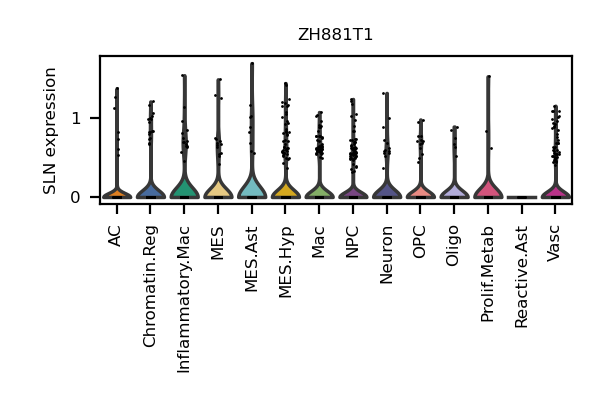 ZH881T1
SLN expression
1
0
AC
Chromatin.Reg
Inflammatory.Mac
MES
MES.Ast
MES.Hyp
Mac
NPC
Neuron
OPC
Oligo
Prolif.Metab
Reactive.Ast
Vasc